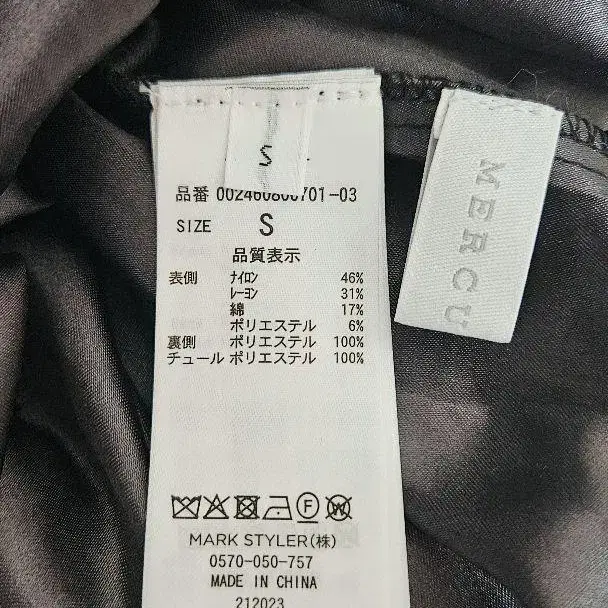 S
品番 002460800701-03
SIZE S
品質表示
表側 ナイロン 46%
レーヨン 31%
綿 17%
ポリエステル 6%
裏側 ポリエステル 100%
チュール ポリエステル 100%
MARK STYLER(株)
0570-050-757
MADE IN CHINA
212023
MERCU